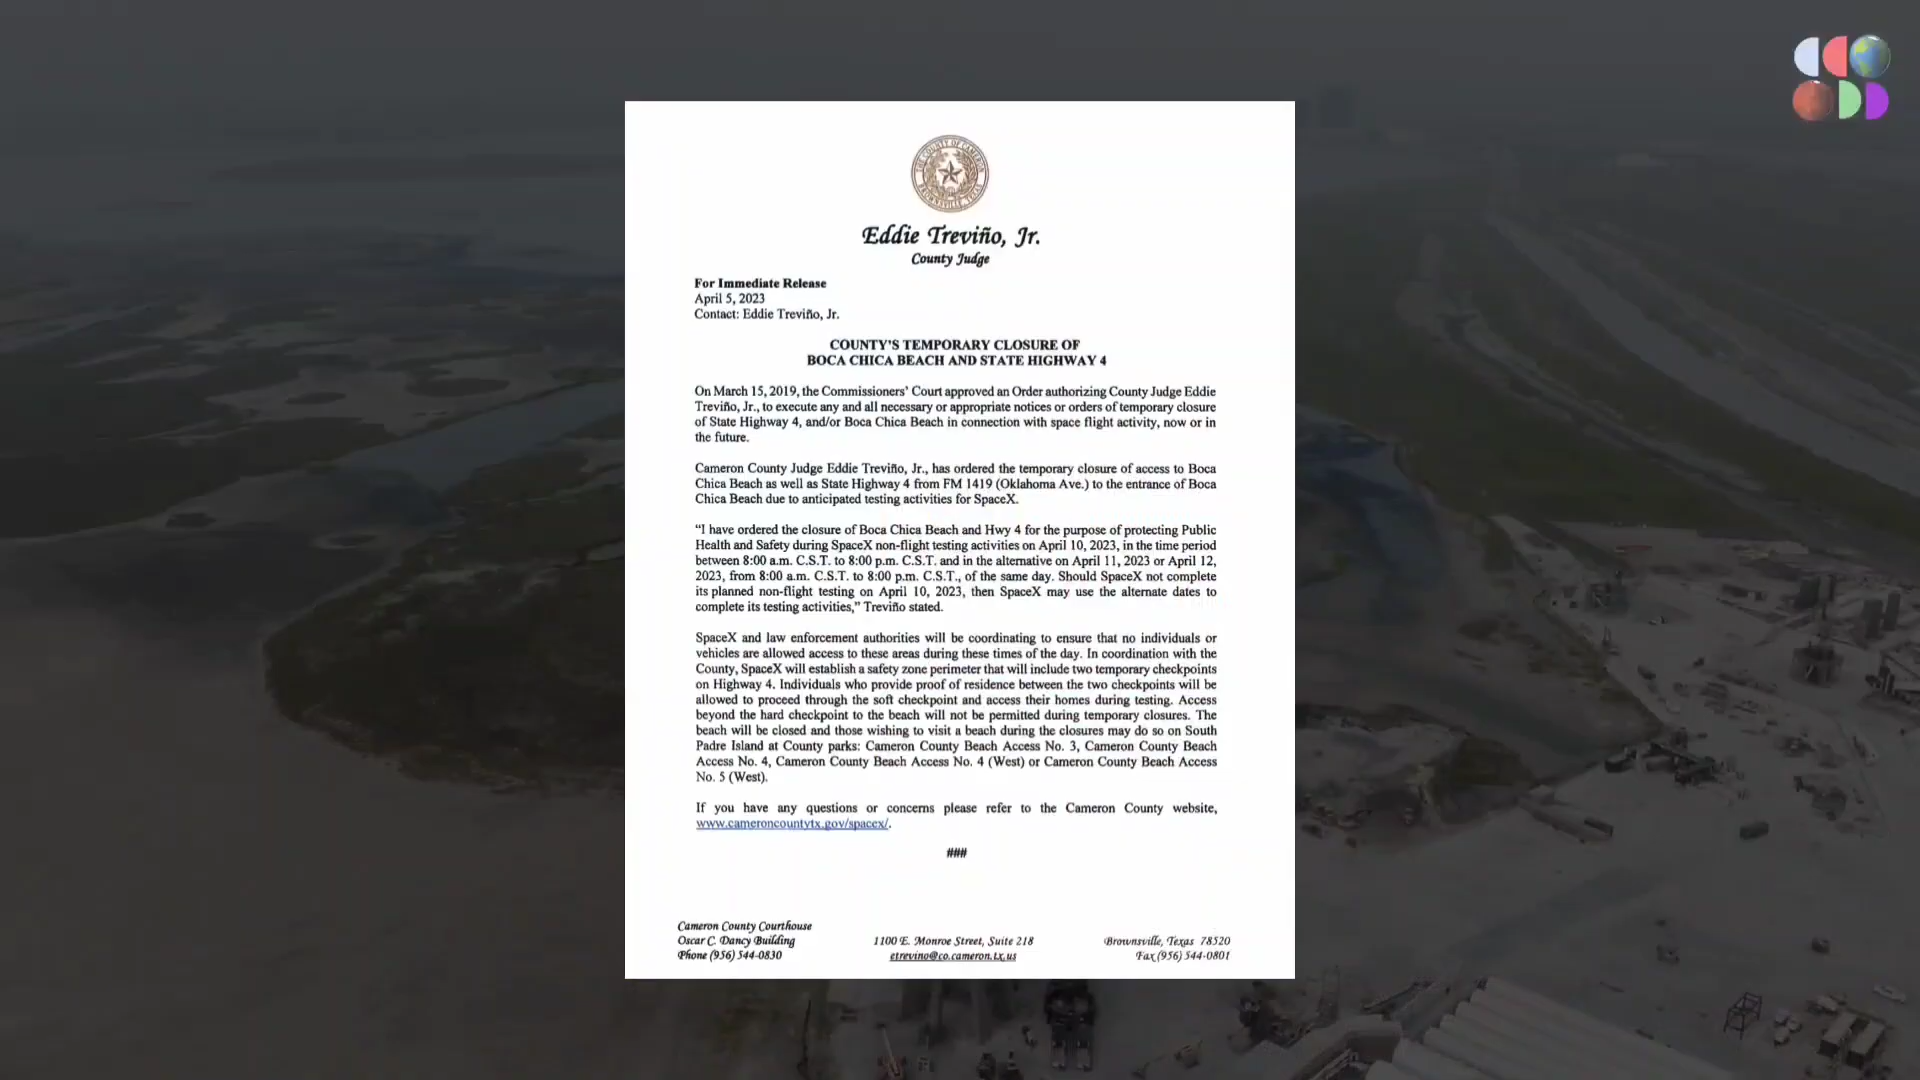 THE COUNTY OF CAMERON
BROWNSVILLE, TEXAS
Eddie Treviño, Jr.
County Judge
For Immediate Release
April 5, 2023
Contact: Eddie Treviño, Jr.
COUNTY'S TEMPORARY CLOSURE OF
BOCA CHICA BEACH AND STATE HIGHWAY 4
On March 15, 2019, the Commissioners' Court approved an Order authorizing County Judge Eddie
Treviño, Jr., to execute any and all necessary or appropriate notices or orders of temporary closure
of State Highway 4, and/or Boca Chica Beach in connection with space flight activity, now or in
the future.
Cameron County Judge Eddie Treviño, Jr., has ordered the temporary closure of access to Boca
Chica Beach as well as State Highway 4 from FM 1419 (Oklahoma Ave.) to the entrance of Boca
Chica Beach due to anticipated testing activities for SpaceX.
“I have ordered the closure of Boca Chica Beach and Hwy 4 for the purpose of protecting Public
Health and Safety during SpaceX non-flight testing activities on April 10, 2023, in the time period
between 8:00 a.m. C.S.T. to 8:00 p.m. C.S.T. and in the alternative on April 11, 2023 or April 12,
2023, from 8:00 a.m. C.S.T. to 8:00 p.m. C.S.T., of the same day. Should SpaceX not complete
its planned non-flight testing on April 10, 2023, then SpaceX may use the alternate dates to
complete its testing activities,” Treviño stated.
SpaceX and law enforcement authorities will be coordinating to ensure that no individuals or
vehicles are allowed access to these areas during these times of the day. In coordination with the
County, SpaceX will establish a safety zone perimeter that will include two temporary checkpoints
on Highway 4. Individuals who provide proof of residence between the two checkpoints will be
allowed to proceed through the soft checkpoint and access their homes during testing. Access
beyond the hard checkpoint to the beach will not be permitted during temporary closures. The
beach will be closed and those wishing to visit a beach during the closures may do so on South
Padre Island at County parks: Cameron County Beach Access No. 3, Cameron County Beach
Access No. 4, Cameron County Beach Access No. 4 (West) or Cameron County Beach Access
No. 5 (West).
If you have any questions or concerns please refer to the Cameron County website,
www.cameroncountytx.gov/spacex/.
###
Cameron County Courthouse
Oscar C. Dancy Building
Phone (956) 544-0830
1100 E. Monroe Street, Suite 218
etrevino@co.cameron.tx.us
Brownsville, Texas 78520
Fax (956) 544-0801